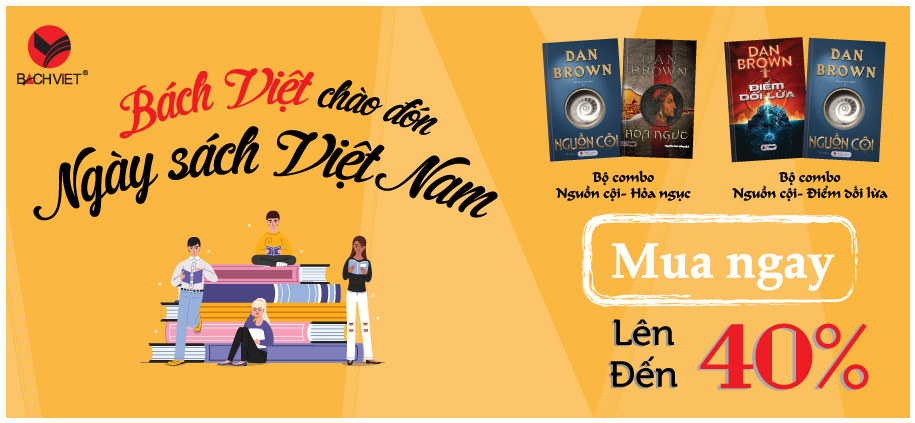 BACHVIET®
Bách Việt chào đón
Ngày sách Việt Nam
DAN
BROWN
NGUỒN CỘI
DAN
BROWN
HỎA NGỤC
DAN
BROWN
ĐIỂM
DỐI LỪA
DAN
BROWN
NGUỒN CỘI
Bộ combo
Nguồn cội- Hỏa ngục
Bộ combo
Nguồn cội- Điểm dối lừa
Mua ngay
Lên
Đến
40%